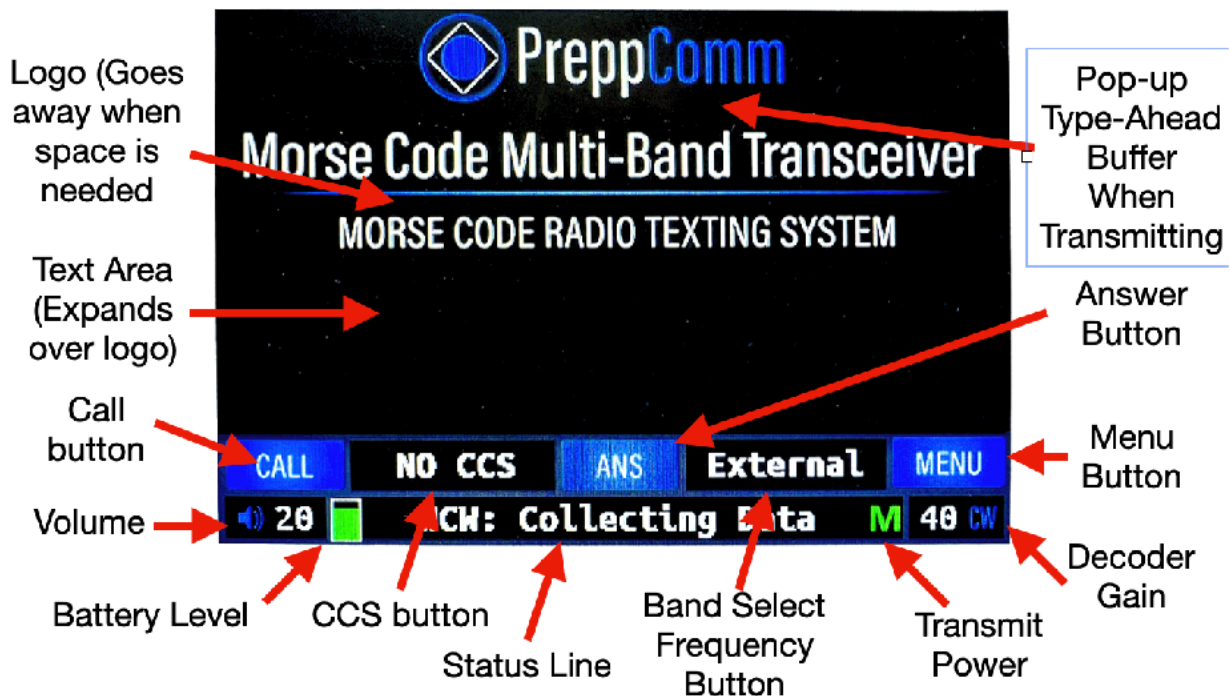 PreppComm
Logo (Goes
away when
space is
needed
Pop-up
Type-Ahead
Buffer
When
Transmitting
Morse Code Multi-Band Transceiver
MORSE CODE RADIO TEXTING SYSTEM
Text Area
(Expands
over logo)
Answer
Button
Call
button
Menu
Button
CALL NO CCS ANS External MENU
Volume
20 Collecting Data M 40 CW
Decoder
Gain
Battery Level
CCS button
Status Line
Band Select
Frequency
Button
Transmit
Power